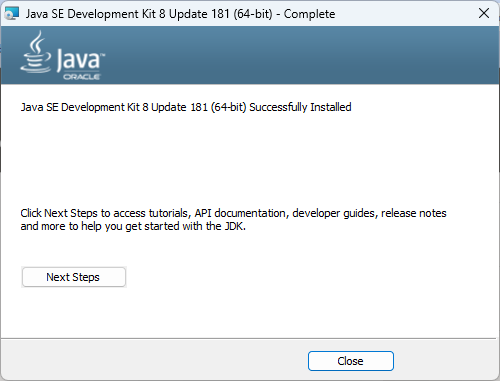 Java SE Development Kit 8 Update 181 (64-bit) - Complete
Java™
ORACLE
Java SE Development Kit 8 Update 181 (64-bit) Successfully Installed
Click Next Steps to access tutorials, API documentation, developer guides, release notes
and more to help you get started with the JDK.
Next Steps
Close